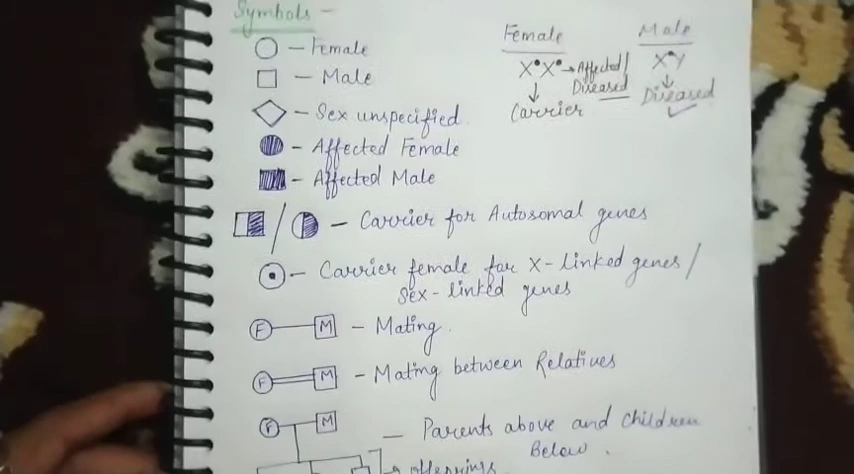 Symbols -
Female Male
X•X• → Affected/ X•Y
Diseased
↓ ↓
Carrier Diseased
— Female
— Male
— Sex unspecified
— Affected Female
— Affected Male
/ — Carrier for Autosomal genes
— Carrier female for X-linked genes/
Sex-linked genes
F M — Mating.
F M — Mating between Relatives
F M — Parents above and children
Below.
→ offsprings